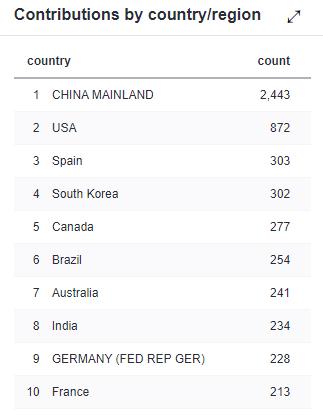 Contributions by country/region
country count
1 CHINA MAINLAND 2,443
2 USA 872
3 Spain 303
4 South Korea 302
5 Canada 277
6 Brazil 254
7 Australia 241
8 India 234
9 GERMANY (FED REP GER) 228
10 France 213